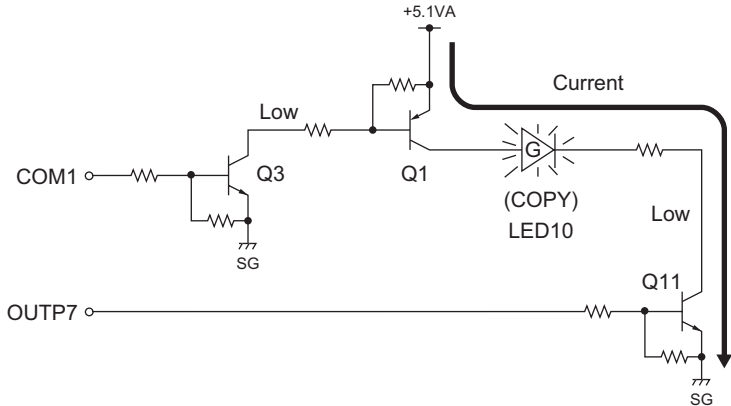 +5.1VA
Current
Low
COM1
Q3
Q1
G
(COPY)
LED10
SG
Low
Q11
OUTP7
SG